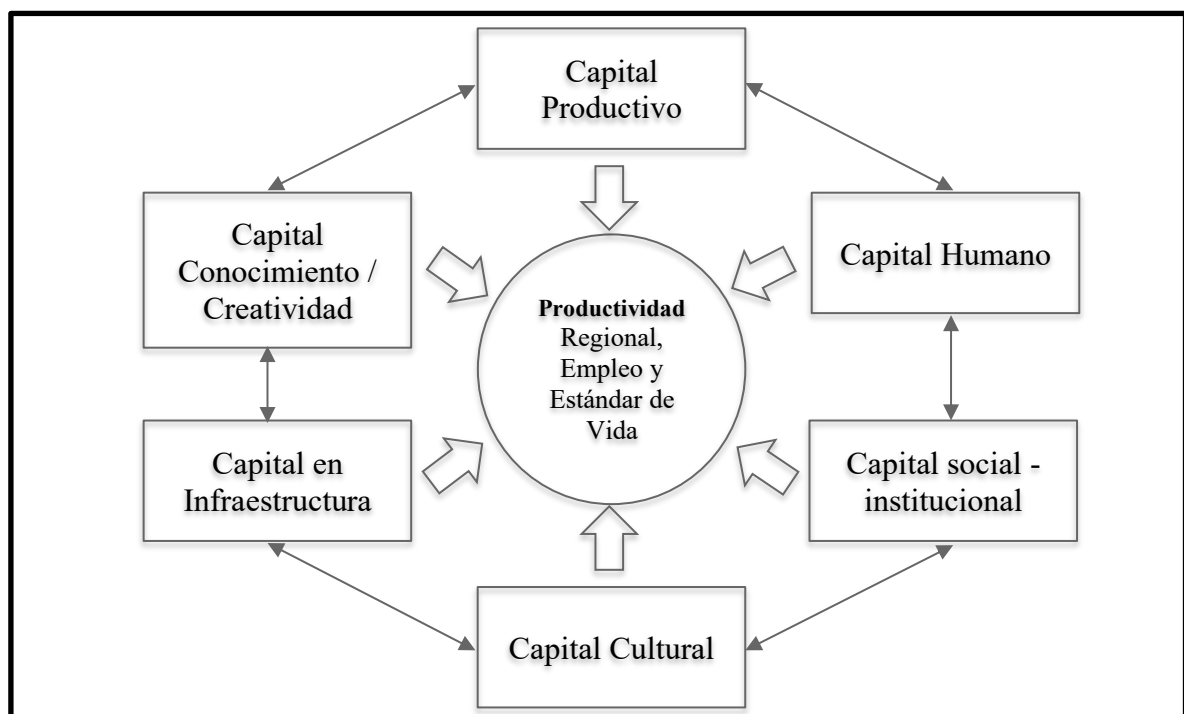 Capital
Productivo
Capital
Conocimiento /
Creatividad
Capital Humano
Productividad
Regional,
Empleo y
Estándar de
Vida
Capital en
Infraestructura
Capital social -
institucional
Capital Cultural